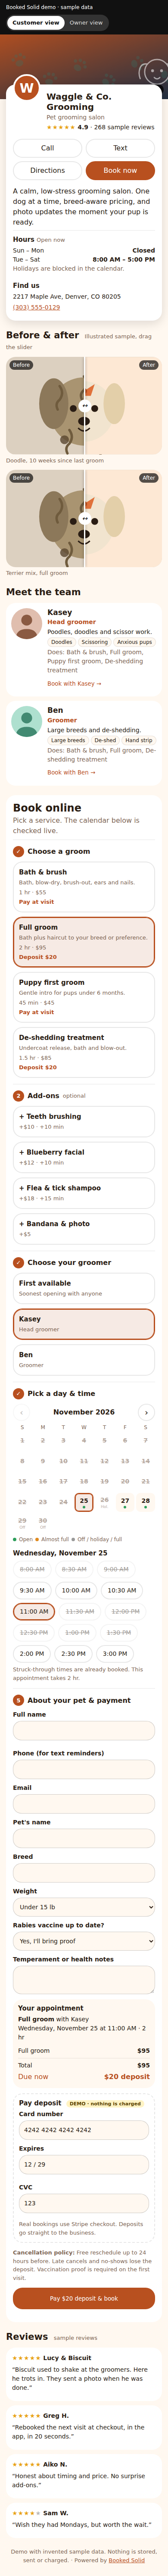 Booked Solid demo · sample data
Customer view
Owner view
W
Waggle & Co.
Grooming
Pet grooming salon
★★★★★ 4.9 · 268 sample reviews
Call
Text
Directions
Book now
A calm, low-stress grooming salon. One
dog at a time, breed-aware pricing, and
photo updates the moment your pup is
ready.
Hours Open now
Sun – Mon Closed
Tue – Sat 8:00 AM – 5:00 PM
Holidays are blocked in the calendar.
Find us
2217 Maple Ave, Denver, CO 80205
(303) 555-0129
Before & after Illustrated sample, drag
the slider
Before
After
Doodle, 10 weeks since last groom
Before
After
Terrier mix, full groom
Meet the team
Kasey
Head groomer
Poodles, doodles and scissor work.
Doodles
Scissoring
Anxious pups
Does: Bath & brush, Full groom,
Puppy first groom, De-shedding
treatment
Book with Kasey →
Ben
Groomer
Large breeds and de-shedding.
Large breeds
De-shed
Hand strip
Does: Bath & brush, Full groom, De-
shedding treatment
Book with Ben →
Book online
Pick a service. The calendar below is
checked live.
✓ Choose a groom
Bath & brush
Bath, blow-dry, brush-out, ears and nails.
1 hr · $55
Pay at visit
Full groom
Bath plus haircut to your breed or preference.
2 hr · $95
Deposit $20
Puppy first groom
Gentle intro for pups under 6 months.
45 min · $45
Pay at visit
De-shedding treatment
Undercoat release, bath and blow-out.
1.5 hr · $85
Deposit $20
2 Add-ons optional
+ Teeth brushing
+$10 · +10 min
+ Blueberry facial
+$12 · +10 min
+ Flea & tick shampoo
+$18 · +15 min
+ Bandana & photo
+$5
✓ Choose your groomer
First available
Soonest opening with anyone
Kasey
Head groomer
Ben
Groomer
✓ Pick a day & time
‹ November 2026 ›
S M T W T F S
1 2 3 4 5 6 7
8 9 10 11 12 13 14
15 16 17 18 19 20 21
22 23 24 25 26 27 28
29 30
Off Off
Open Almost full Off / holiday / full
Wednesday, November 25
8:00 AM 8:30 AM 9:00 AM
9:30 AM 10:00 AM 10:30 AM
11:00 AM 11:30 AM 12:00 PM
12:30 PM 1:00 PM 1:30 PM
2:00 PM 2:30 PM 3:00 PM
Struck-through times are already booked. This
appointment takes 2 hr.
5 About your pet & payment
Full name
Phone (for text reminders)
Email
Pet's name
Breed
Weight
Under 15 lb
Rabies vaccine up to date?
Yes, I'll bring proof
Temperament or health notes
Your appointment
Full groom with Kasey
Wednesday, November 25 at 11:00 AM · 2
hr
Full groom $95
Total $95
Due now $20 deposit
Pay deposit DEMO · nothing is charged
Card number
4242 4242 4242 4242
Expires
12 / 29
CVC
123
Real bookings use Stripe checkout. Deposits
go straight to the business.
Cancellation policy: Free reschedule up to 24
hours before. Late cancels and no-shows lose the
deposit. Vaccination proof is required on the first
visit.
Pay $20 deposit & book
Reviews sample reviews
★★★★★ Lucy & Biscuit
“Biscuit used to shake at the groomers. Here
he trots in. They sent a photo when he was
done.”
★★★★★ Greg H.
“Rebooked the next visit at checkout, in the
app, in 20 seconds.”
★★★★★ Aiko N.
“Honest about timing and price. No surprise
add-ons.”
★★★★★ Sam W.
“Wish they had Mondays, but worth the wait.”
Demo with invented sample data. Nothing is stored,
sent or charged. · Powered by Booked Solid